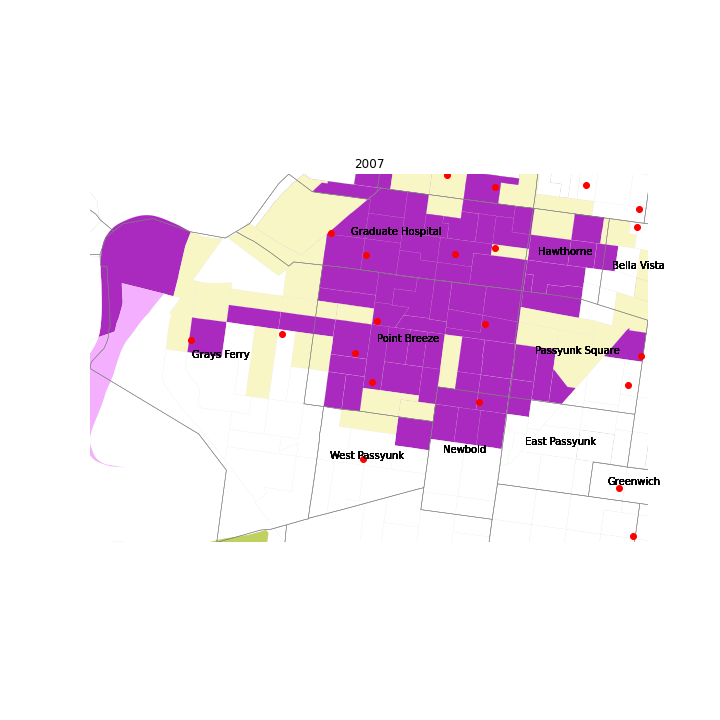 2007
Graduate Hospital
Hawthorne
Bella Vista
Point Breeze
Passyunk Square
Grays Ferry
East Passyunk
Newbold
West Passyunk
Greenwich